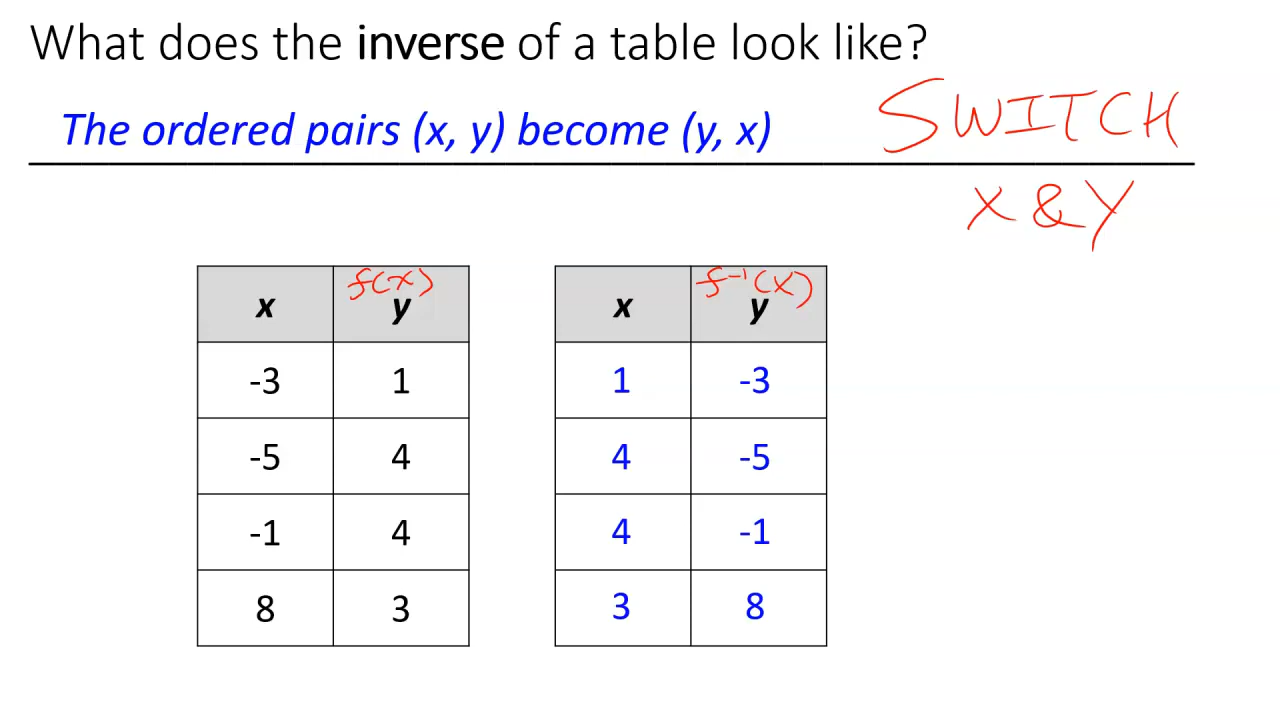 What does the inverse of a table look like?
The ordered pairs (x, y) become (y, x)
SWITCH
X & Y
f(x) f⁻¹(x)
x y x y
-3 1 1 -3
-5 4 4 -5
-1 4 4 -1
8 3 3 8